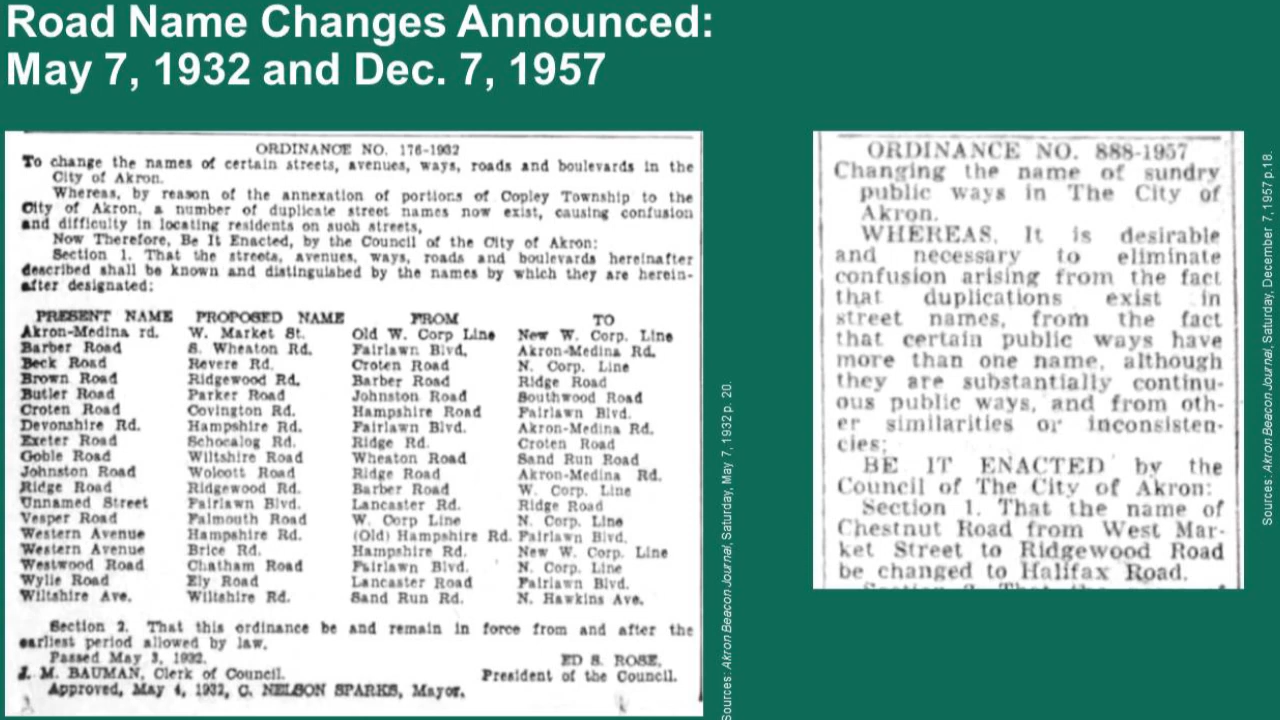 Road Name Changes Announced:
May 7, 1932 and Dec. 7, 1957
ORDINANCE NO. 176-1932
To change the names of certain streets, avenues, ways, roads and boulevards in the
City of Akron.
Whereas, by reason of the annexation of portions of Copley Township to the
City of Akron, a number of duplicate street names now exist, causing confusion
and difficulty in locating residents on such streets,
Now Therefore, Be It Enacted, by the Council of the City of Akron:
Section 1. That the streets, avenues, ways, roads and boulevards hereinafter
described shall be known and distinguished by the names by which they are herein-
after designated:
PRESENT NAME PROPOSED NAME FROM TO
Akron-Medina rd. W. Market St. Old W. Corp Line New W. Corp. Line
Barber Road S. Wheaton Rd. Fairlawn Blvd. Akron-Medina Rd.
Beck Road Revere Rd. Croten Road N. Corp. Line
Brown Road Ridgewood Rd. Barber Road Ridge Road
Butler Road Parker Road Johnston Road Southwood Road
Croten Road Covington Rd. Hampshire Road Fairlawn Blvd.
Devonshire Rd. Hampshire Rd. Fairlawn Blvd. Akron-Medina Rd.
Exeter Road Schocalog Rd. Ridge Rd. Croten Road
Goble Road Wiltshire Road Wheaton Road Sand Run Road
Johnston Road Wolcott Road Ridge Road Akron-Medina Rd.
Ridge Road Ridgewood Rd. Barber Road W. Corp. Line
Unnamed Street Fairlawn Blvd. Lancaster Rd. Ridge Road
Vesper Road Falmouth Road W. Corp Line N. Corp. Line
Western Avenue Hampshire Rd. (Old) Hampshire Rd. Fairlawn Blvd.
Western Avenue Brice Rd. Hampshire Rd. New W. Corp. Line
Westwood Road Chatham Road Fairlawn Blvd. N. Corp. Line
Wylie Road Ely Road Lancaster Road Fairlawn Blvd.
Wiltshire Ave. Wiltshire Rd. Sand Run Rd. N. Hawkins Ave.
Section 2. That this ordinance be and remain in force from and after the
earliest period allowed by law.
Passed May 3, 1932.
ED S. ROSE,
J. M. BAUMAN, Clerk of Council. President of the Council.
Approved, May 4, 1932, C. NELSON SPARKS, Mayor.
Sources: Akron Beacon Journal, Saturday, May 7, 1932 p. 20.
ORDINANCE NO. 888-1957
Changing the name of sundry
public ways in The City of
Akron.
WHEREAS, It is desirable
and necessary to eliminate
confusion arising from the fact
that duplications exist in
street names, from the fact
that certain public ways have
more than one name, although
they are substantially continu-
ous public ways, and from oth-
er similarities or inconsisten-
cies;
BE IT ENACTED by the
Council of The City of Akron:
Section 1. That the name of
Chestnut Road from West Mar-
ket Street to Ridgewood Road
be changed to Halifax Road.
Sources: Akron Beacon Journal, Saturday, December 7, 1957 p.18.